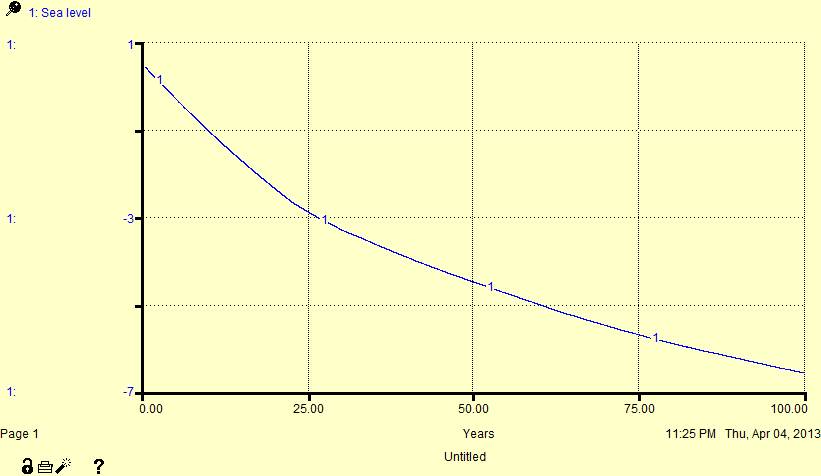 1: Sea level
1: 1
1
1: -3
1
1
1
1: -7
0.00 25.00 50.00 75.00 100.00
Page 1 Years 11:25 PM Thu, Apr 04, 2013
Untitled
?